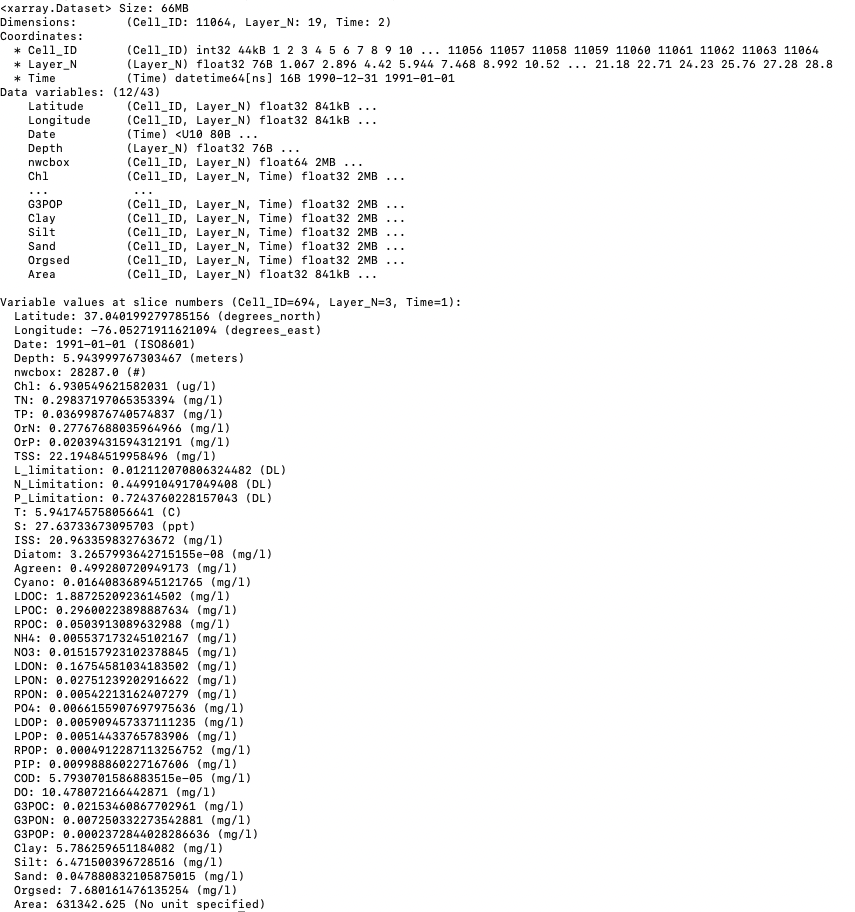 <xarray.Dataset> Size: 66MB
Dimensions: (Cell_ID: 11064, Layer_N: 19, Time: 2)
Coordinates:
* Cell_ID (Cell_ID) int32 44kB 1 2 3 4 5 6 7 8 9 10 ... 11056 11057 11058 11059 11060 11061 11062 11063 11064
* Layer_N (Layer_N) float32 76B 1.067 2.896 4.42 5.944 7.468 8.992 10.52 ... 21.18 22.71 24.23 25.76 27.28 28.8
* Time (Time) datetime64[ns] 16B 1990-12-31 1991-01-01
Data variables: (12/43)
Latitude (Cell_ID, Layer_N) float32 841kB ...
Longitude (Cell_ID, Layer_N) float32 841kB ...
Date (Time) <U10 80B ...
Depth (Layer_N) float32 76B ...
nwcbox (Cell_ID, Layer_N) float64 2MB ...
Chl (Cell_ID, Layer_N, Time) float32 2MB ...
... ...
G3POP (Cell_ID, Layer_N, Time) float32 2MB ...
Clay (Cell_ID, Layer_N, Time) float32 2MB ...
Silt (Cell_ID, Layer_N, Time) float32 2MB ...
Sand (Cell_ID, Layer_N, Time) float32 2MB ...
Orgsed (Cell_ID, Layer_N, Time) float32 2MB ...
Area (Cell_ID, Layer_N) float32 841kB ...
Variable values at slice numbers (Cell_ID=694, Layer_N=3, Time=1):
Latitude: 37.040199279785156 (degrees_north)
Longitude: -76.05271911621094 (degrees_east)
Date: 1991-01-01 (ISO8601)
Depth: 5.943999767303467 (meters)
nwcbox: 28287.0 (#)
Chl: 6.930549621582031 (ug/l)
TN: 0.29837197065353394 (mg/l)
TP: 0.03699876740574837 (mg/l)
OrN: 0.27767688035964966 (mg/l)
OrP: 0.02039431594312191 (mg/l)
TSS: 22.19484519958496 (mg/l)
L_limitation: 0.012112070806324482 (DL)
N_Limitation: 0.4499104917049408 (DL)
P_Limitation: 0.7243760228157043 (DL)
T: 5.941745758056641 (C)
S: 27.63733673095703 (ppt)
ISS: 20.963359832763672 (mg/l)
Diatom: 3.2657993642715155e-08 (mg/l)
Agreen: 0.499280720949173 (mg/l)
Cyano: 0.016408368945121765 (mg/l)
LDOC: 1.8872520923614502 (mg/l)
LPOC: 0.29600223898887634 (mg/l)
RPOC: 0.0503913089632988 (mg/l)
NH4: 0.005537173245102167 (mg/l)
NO3: 0.015157923102378845 (mg/l)
LDON: 0.16754581034183502 (mg/l)
LPON: 0.02751239202916622 (mg/l)
RPON: 0.00542213162407279 (mg/l)
PO4: 0.0066155907697975636 (mg/l)
LDOP: 0.005909457337111235 (mg/l)
LPOP: 0.00514433765783906 (mg/l)
RPOP: 0.0004912287113256752 (mg/l)
PIP: 0.009988860227167606 (mg/l)
COD: 5.7930701586883515e-05 (mg/l)
DO: 10.478072166442871 (mg/l)
G3POC: 0.02153460867702961 (mg/l)
G3PON: 0.007250332273542881 (mg/l)
G3POP: 0.0002372844028286636 (mg/l)
Clay: 5.786259651184082 (mg/l)
Silt: 6.471500396728516 (mg/l)
Sand: 0.047880832105875015 (mg/l)
Orgsed: 7.680161476135254 (mg/l)
Area: 631342.625 (No unit specified)